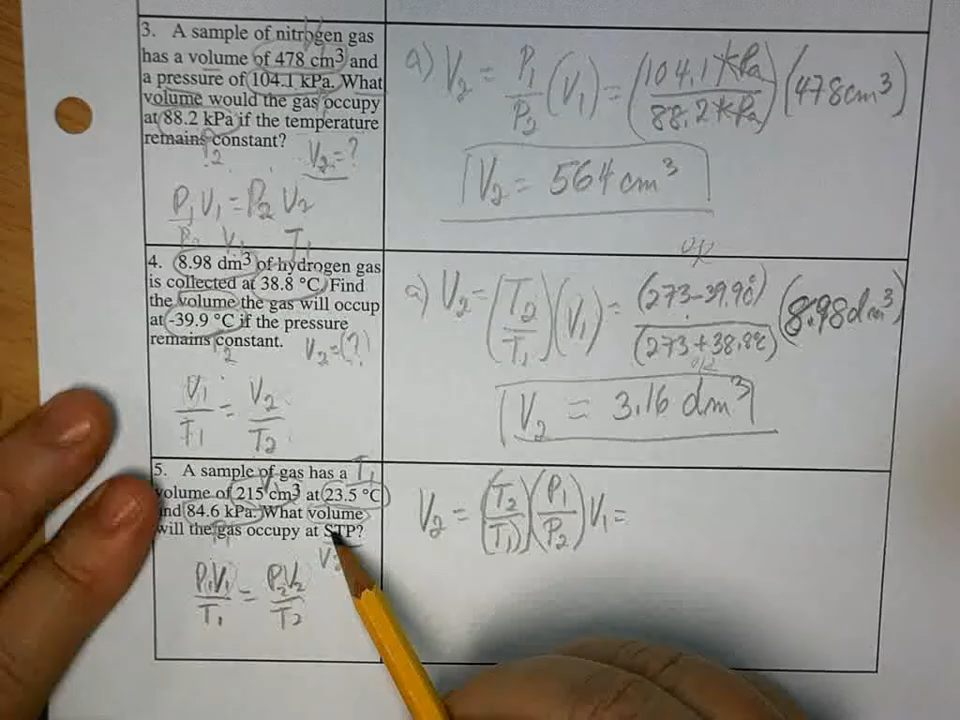 3. A sample of nitrogen gas
has a volume of 478 cm³ and
a pressure of 104.1 kPa. What
volume would the gas occupy
at 88.2 kPa if the temperature
remains constant?
V₂ = ?
P₁V₁ = P₂V₂
T₁
a) V₂ = P₁/P₂ (V₁) = (104.1 kPa / 88.2 kPa) (478 cm³)
V₂ = 564 cm³
4. 8.98 dm³ of hydrogen gas
is collected at 38.8 °C. Find
the volume the gas will occupy
at -39.9 °C if the pressure
remains constant.
V₂ = (?)
V₁/T₁ = V₂/T₂
a) V₂ = (T₂/T₁) (V₁) = (273-39.9°C) / (273+38.8°C) (8.98 dm³)
V₂ = 3.16 dm³
5. A sample of gas has a T₁
volume of 215 cm³ at 23.5 °C
and 84.6 kPa. What volume
will the gas occupy at STP?
P₁V₁/T₁ = P₂V₂/T₂
V₂ = (T₂/T₁) (P₁/P₂) V₁ =